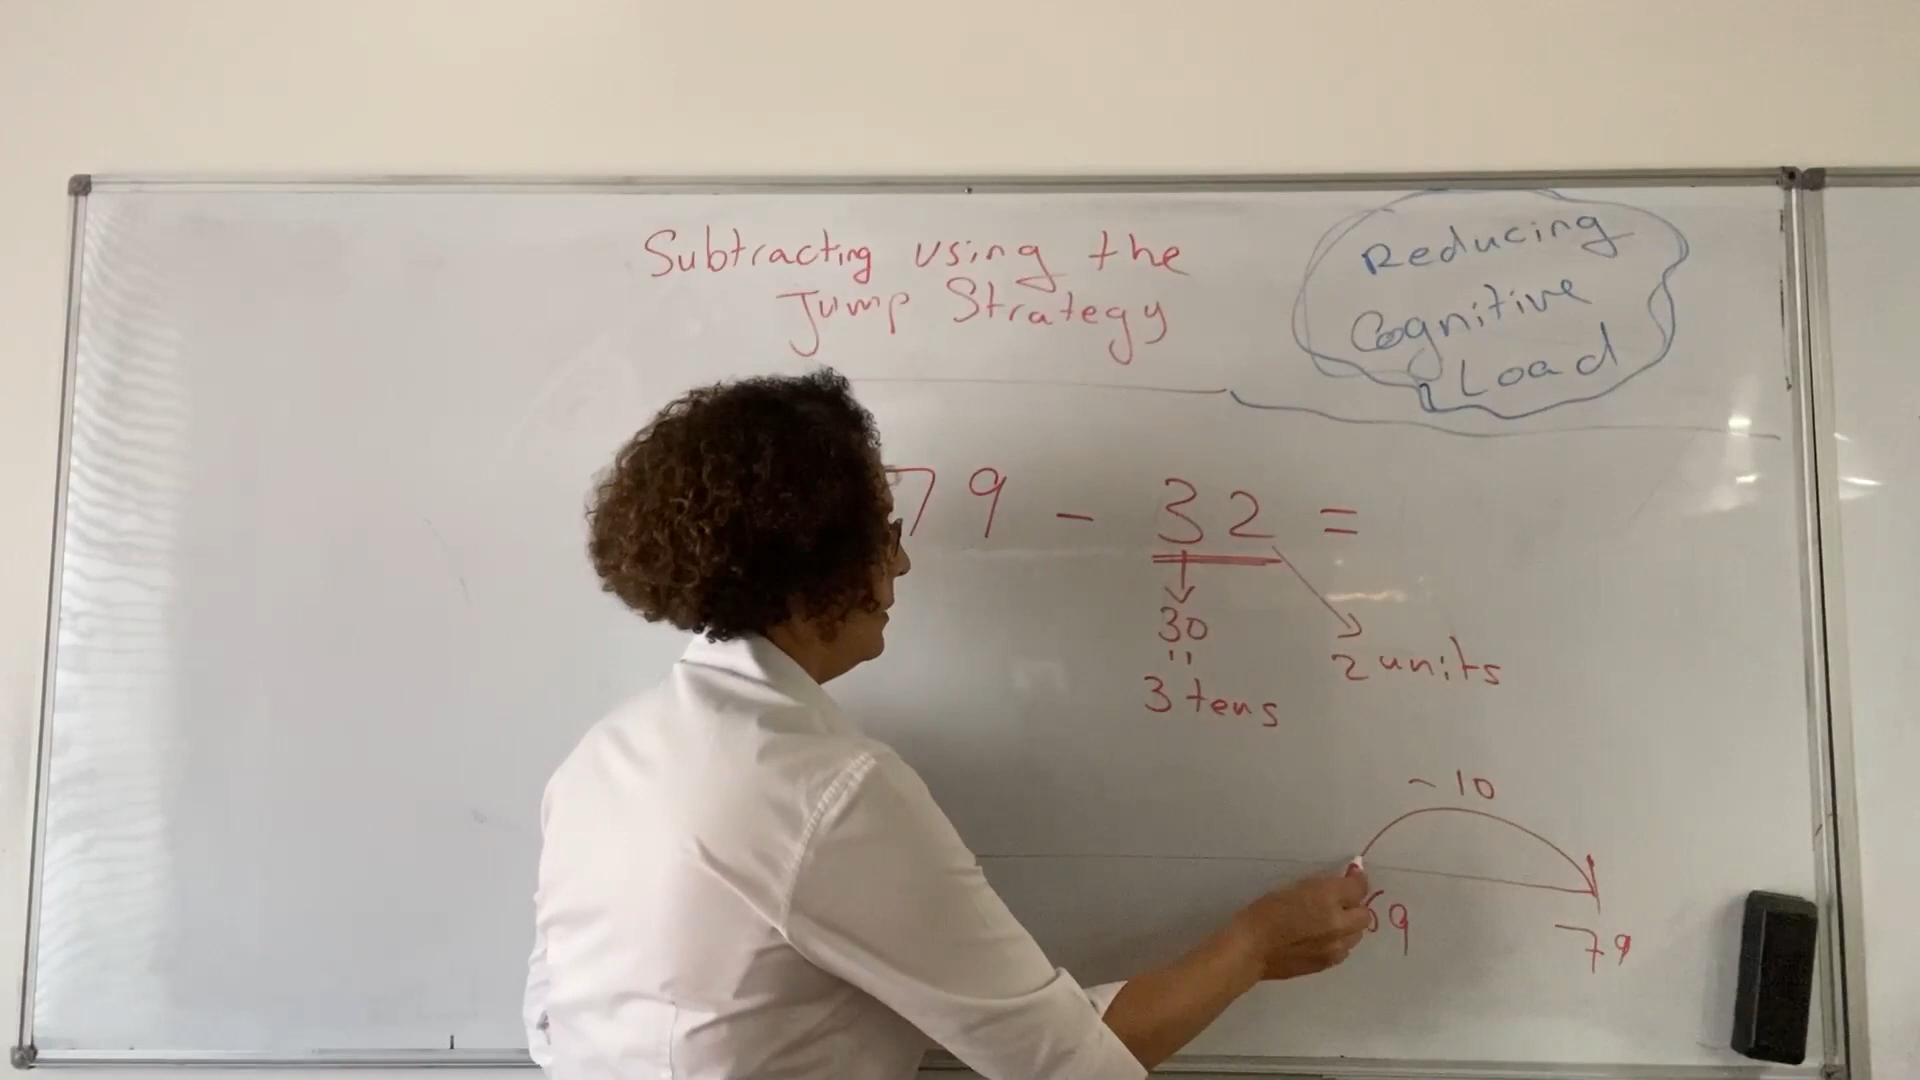 Subtracting using the
Jump Strategy
Reducing
Cognitive
Load
79 - 32 =
30
"
3 tens
2 units
- 10
69
79